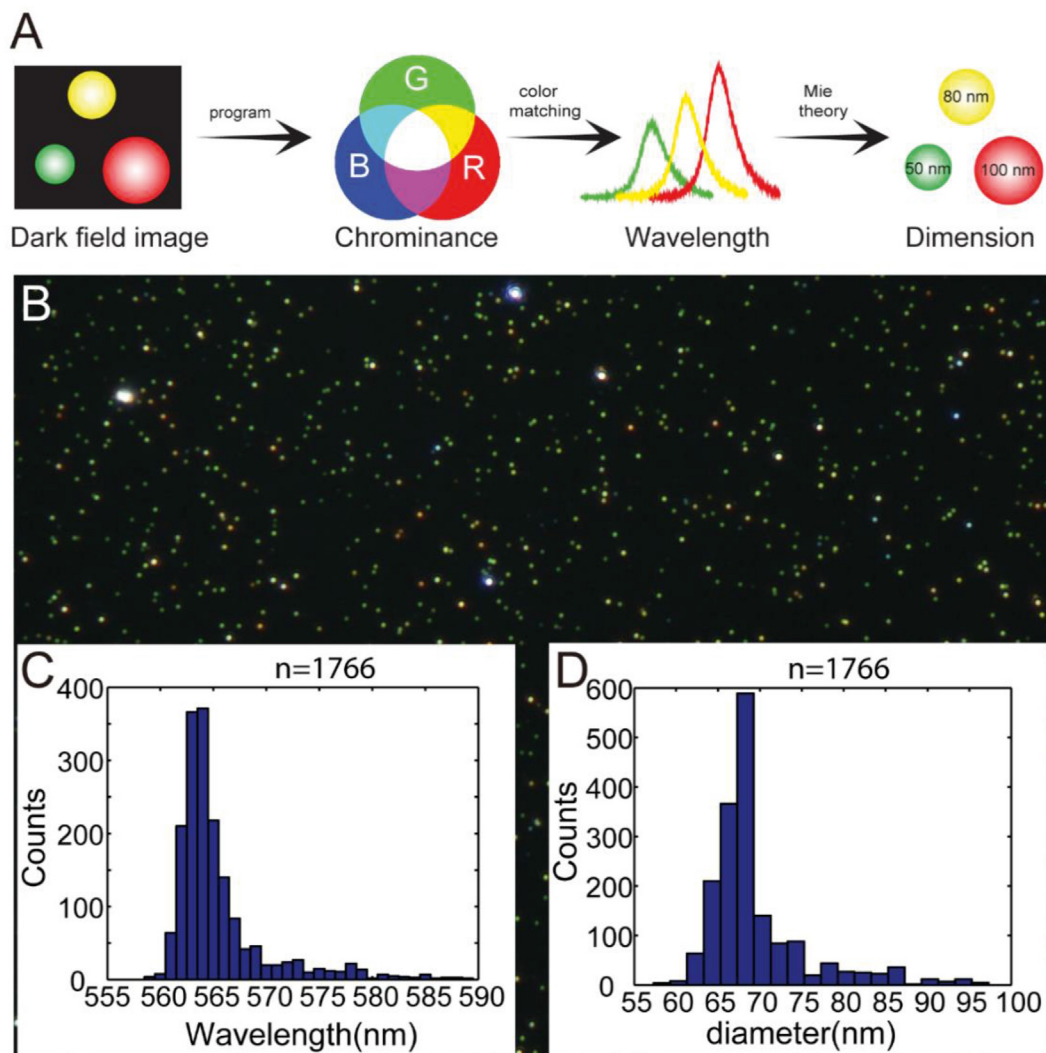 A
program
color
matching
Mie
theory
G
B
R
80 nm
50 nm
100 nm
Dark field image
Chrominance
Wavelength
Dimension
B
C
n=1766
400
300
200
100
0
555 560 565 570 575 580 585 590
Counts
Wavelength(nm)
D
n=1766
600
500
400
300
200
100
0
55 60 65 70 75 80 85 90 95 100
Counts
diameter(nm)